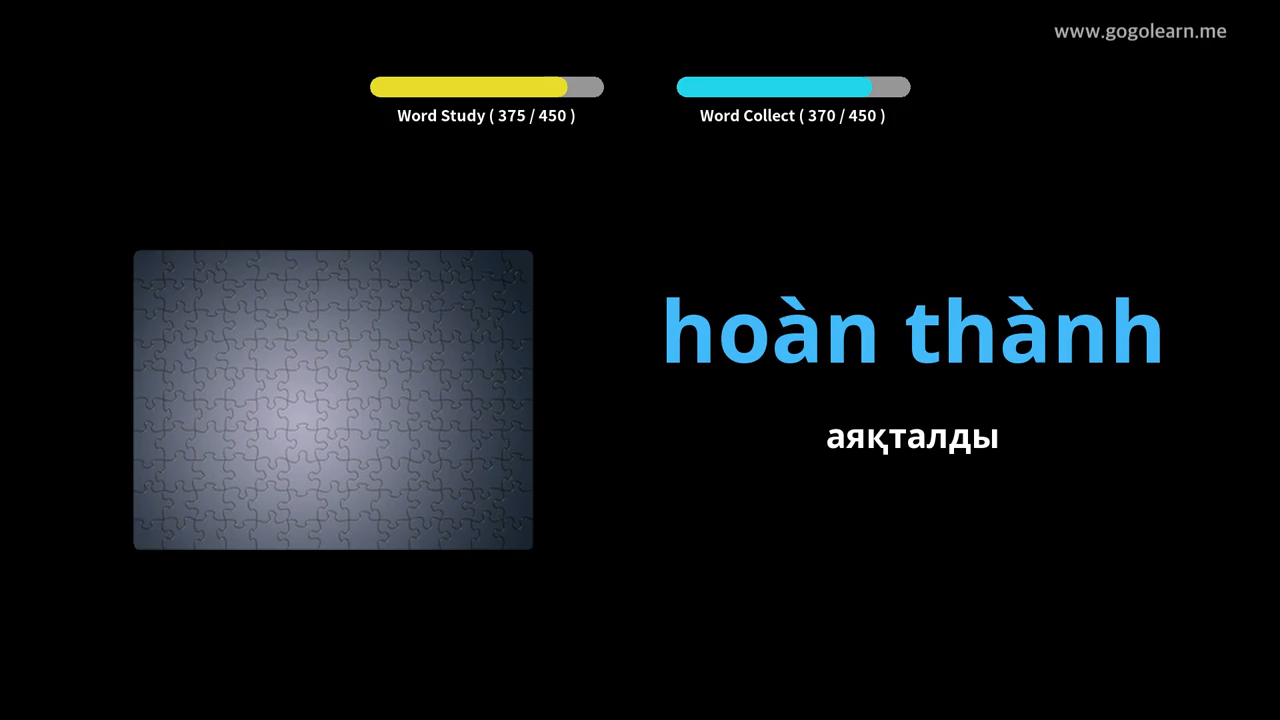 www.gogolearn.me
Word Study ( 375 / 450 )
Word Collect ( 370 / 450 )
hoàn thành
аяқталды